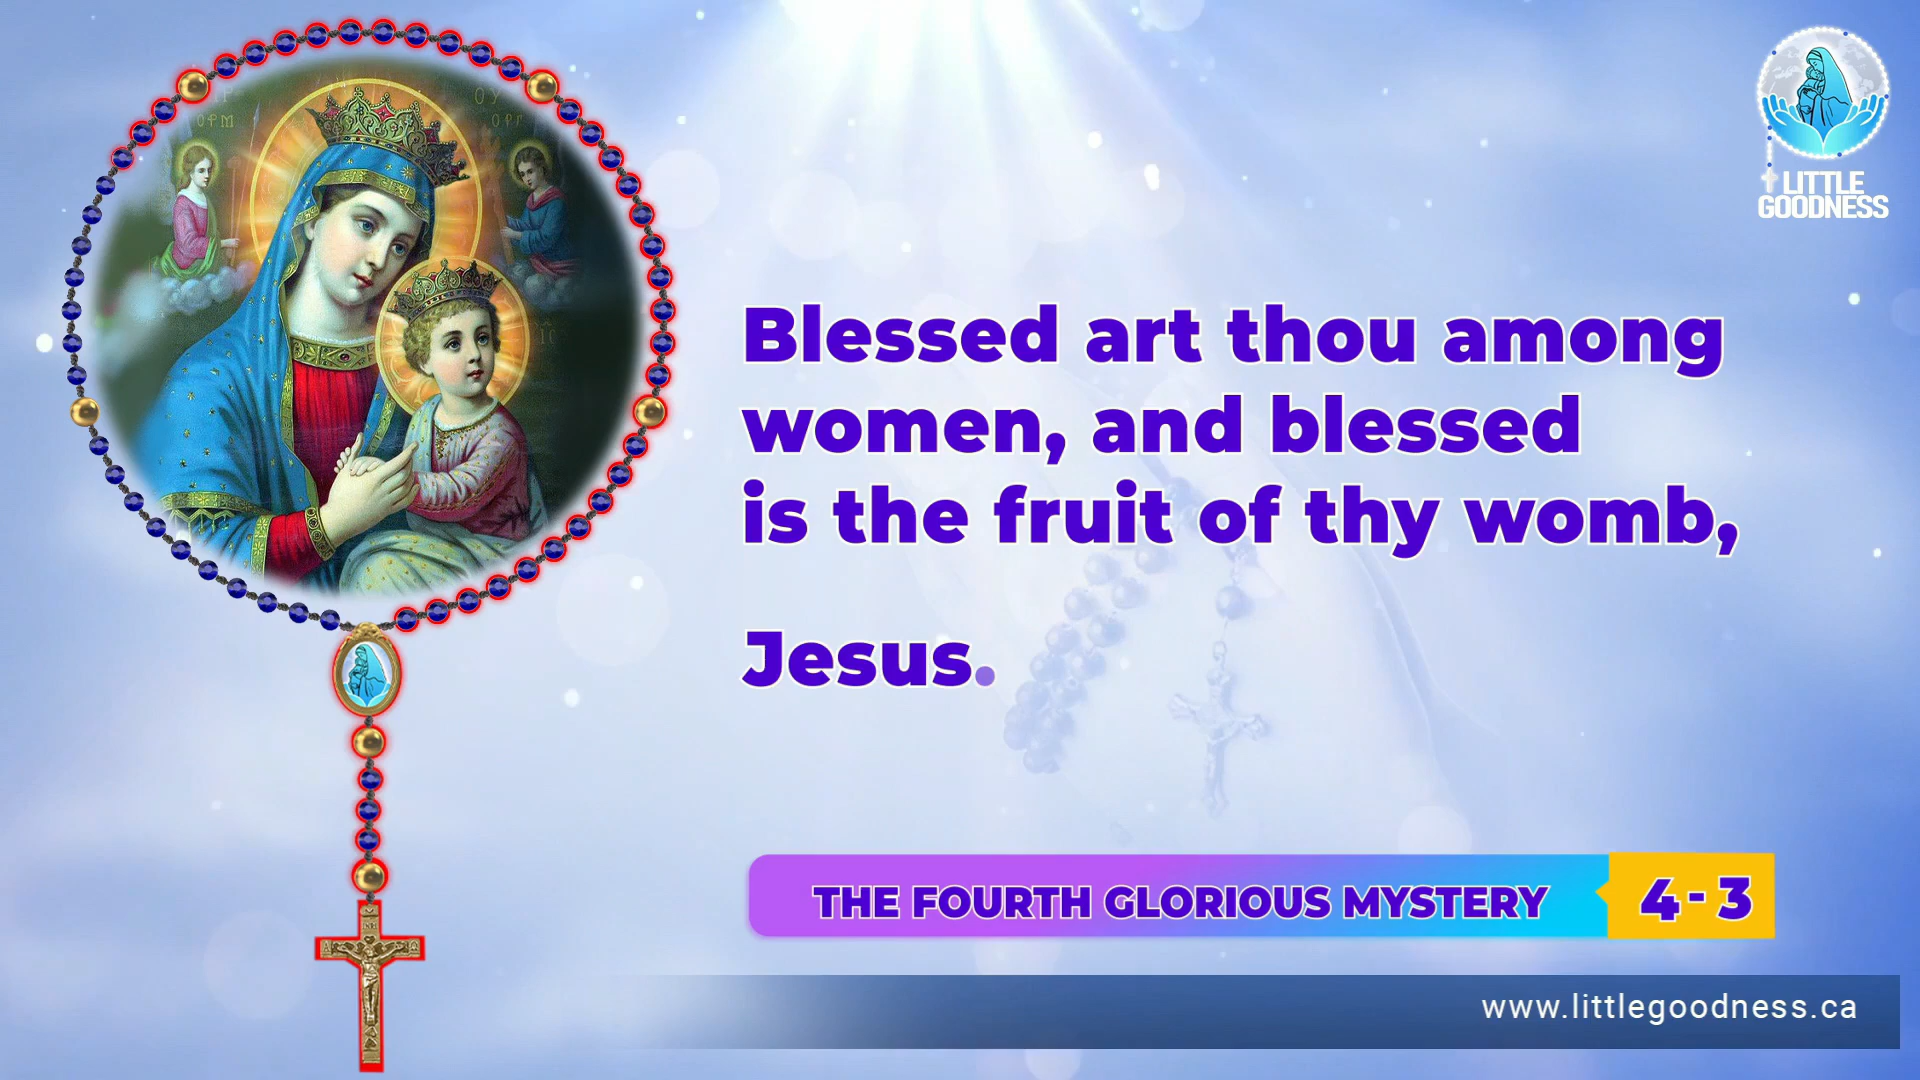 LITTLE
GOODNESS
Blessed art thou among
women, and blessed
is the fruit of thy womb,
Jesus.
THE FOURTH GLORIOUS MYSTERY
4-3
www.littlegoodness.ca